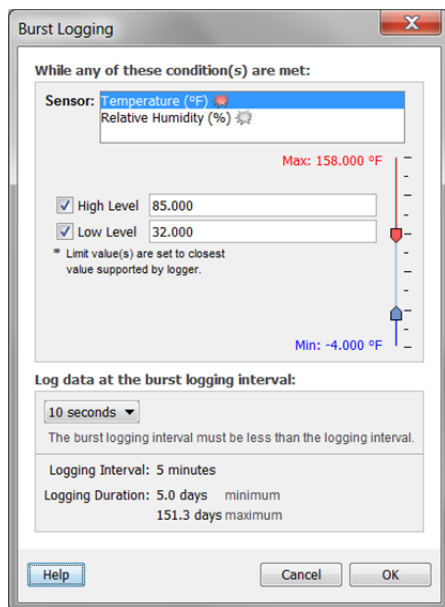 Burst Logging
While any of these condition(s) are met:
Sensor: Temperature (°F)
Relative Humidity (%)
Max: 158.000 °F
High Level 85.000
Low Level 32.000
* Limit value(s) are set to closest
value supported by logger.
Min: -4.000 °F
Log data at the burst logging interval:
10 seconds
The burst logging interval must be less than the logging interval.
Logging Interval: 5 minutes
Logging Duration: 5.0 days minimum
151.3 days maximum
Help Cancel OK